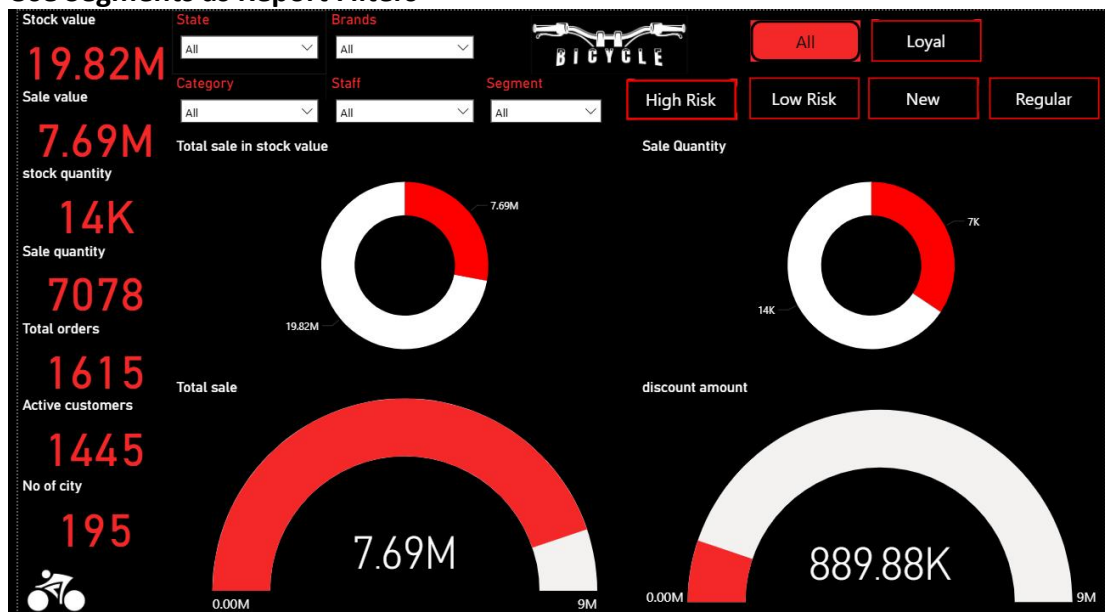 Use Segments as Report Filters
Stock value
19.82M
Sale value
7.69M
stock quantity
14K
Sale quantity
7078
Total orders
1615
Active customers
1445
No of city
195
State
All
Brands
All
Category
All
Staff
All
Segment
All
BICYCLE
All
Loyal
High Risk
Low Risk
New
Regular
Total sale in stock value
7.69M
19.82M
Sale Quantity
7K
14K
Total sale
7.69M
0.00M
9M
discount amount
889.88K
0.00M
9M